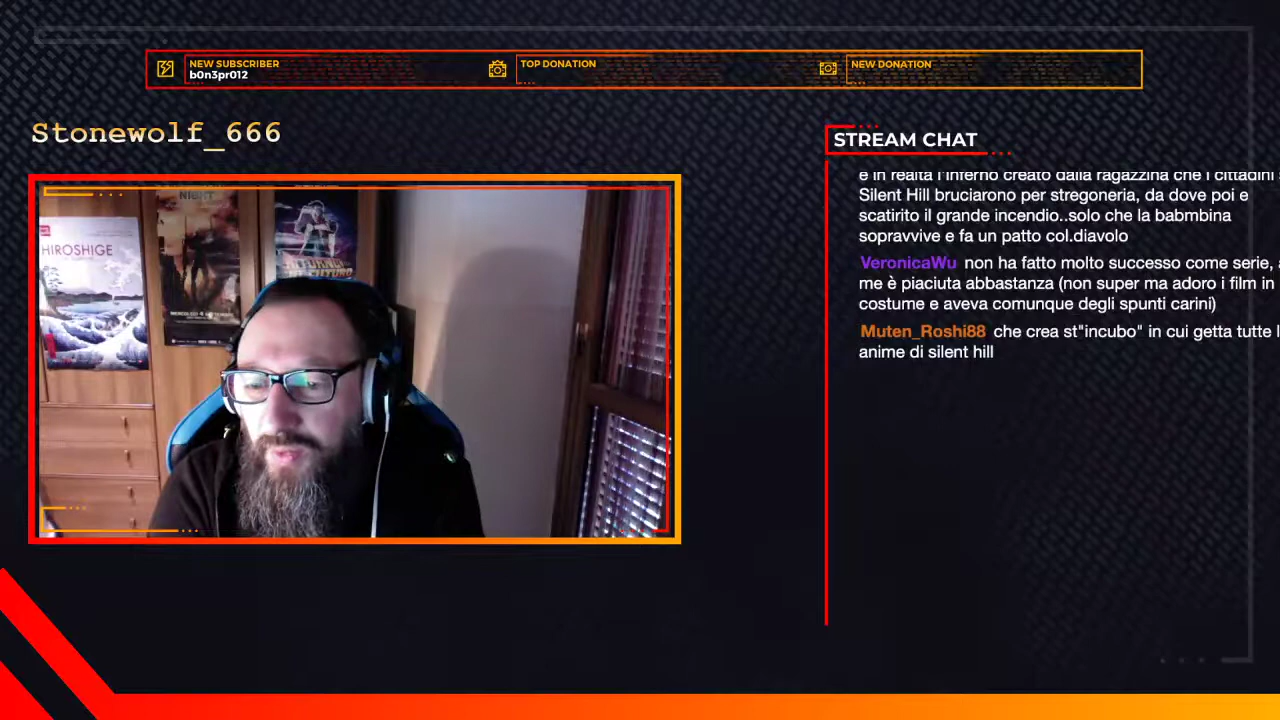 NEW SUBSCRIBER
b0n3pr012
TOP DONATION
NEW DONATION
Stonewolf_666
STREAM CHAT
è in realtà l'inferno creato dalla ragazzina che i cittadini
Silent Hill bruciarono per stregoneria, da dove poi e
scatirito il grande incendio..solo che la babmbina
sopravvive e fa un patto col.diavolo
VeronicaWu non ha fatto molto successo come serie,
me è piaciuta abbastanza (non super ma adoro i film in
costume e aveva comunque degli spunti carini)
Muten_Roshi88 che crea st"incubo" in cui getta tutte
anime di silent hill
HIROSHIGE
NIGHT
RITORNO
FUTURO